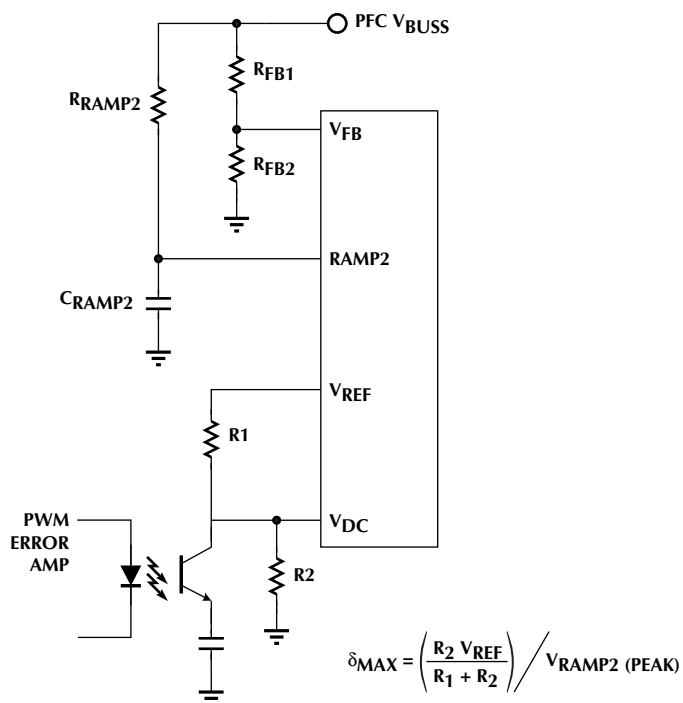 PFC VBUSS
RFB1
RRAMP2
VFB
RFB2
RAMP2
CRAMP2
VREF
R1
PWM
ERROR
AMP
VDC
R2
δMAX = (R2 VREF / R1 + R2) / VRAMP2 (PEAK)